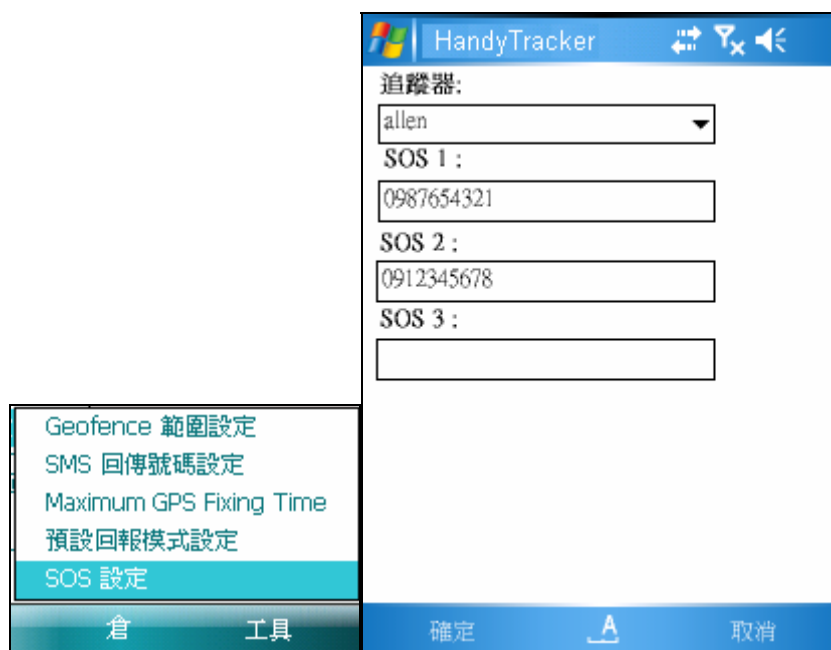 Geofence 範圍設定
SMS 回傳號碼設定
Maximum GPS Fixing Time
預設回報模式設定
SOS 設定
倉 工具
HandyTracker
追蹤器:
allen
SOS 1 :
0987654321
SOS 2 :
0912345678
SOS 3 :
確定 A 取消